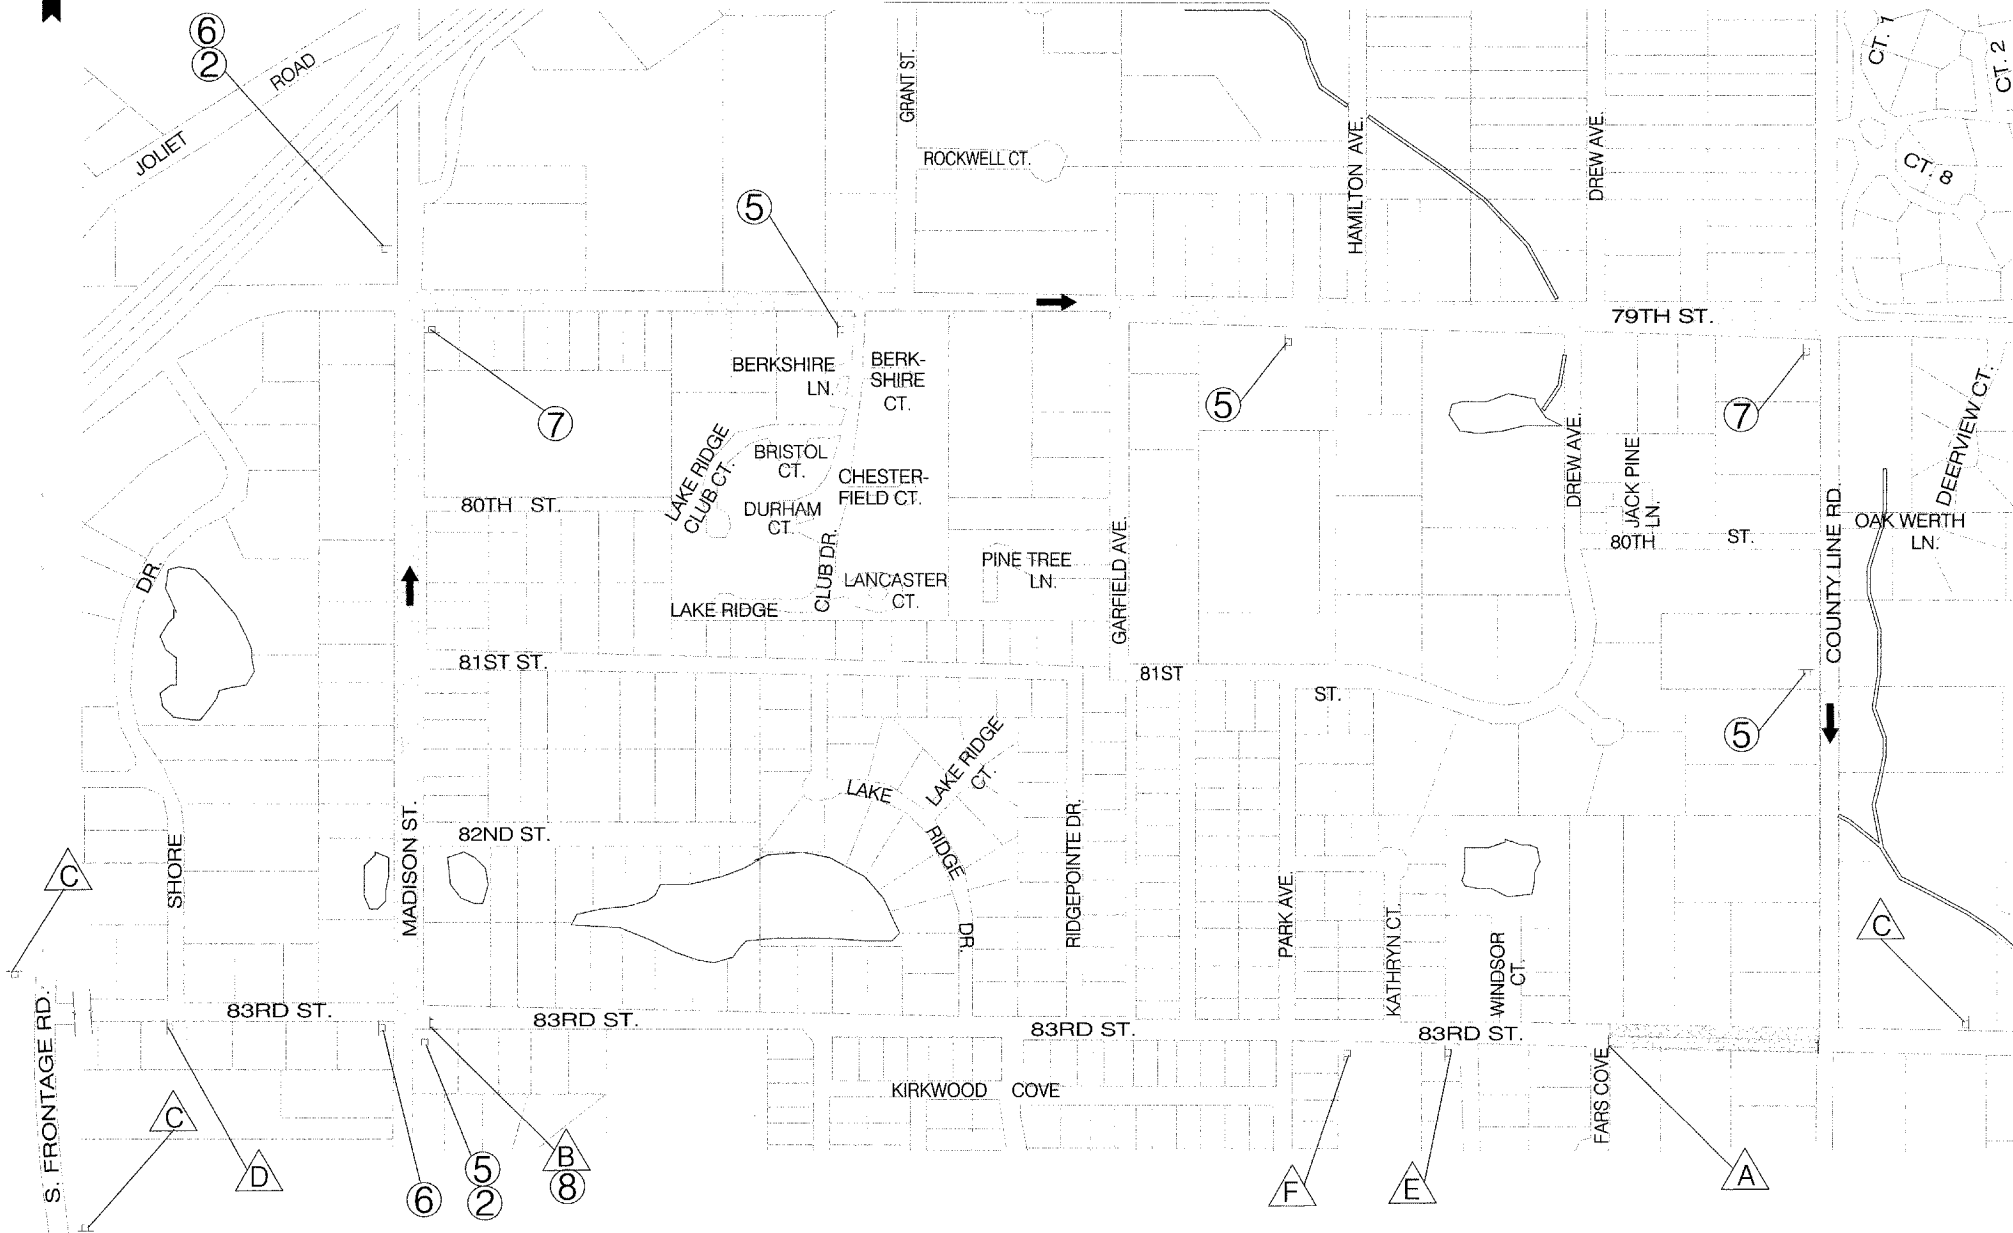 6
2
JOLIET
ROAD
GRANT ST.
ROCKWELL CT.
HAMILTON AVE.
DREW AVE.
CT. 1
CT. 2
CT. 8
5
79TH ST.
BERKSHIRE
LN.
BERK-
SHIRE
CT.
7
5
7
LAKE RIDGE
CLUB CT.
BRISTOL
CT.
CHESTER-
FIELD CT.
DURHAM
CT.
80TH ST.
DREW AVE.
JACK PINE
LN.
80TH ST.
COUNTY LINE RD.
DEERVIEW CT.
OAK WERTH
LN.
DR.
CLUB DR.
LANCASTER
CT.
PINE TREE
LN.
GARFIELD AVE.
LAKE RIDGE
81ST ST.
81ST
ST.
5
LAKE RIDGE
CT.
LAKE
RIDGE
DR.
82ND ST.
MADISON ST.
SHORE
RIDGEPOINTE DR.
PARK AVE.
KATHRYN CT.
WINDSOR
CT.
C
C
83RD ST.
83RD ST.
83RD ST.
83RD ST.
S. FRONTAGE RD.
KIRKWOOD COVE
FARS COVE
C
D
6
5
2
B
8
F
E
A